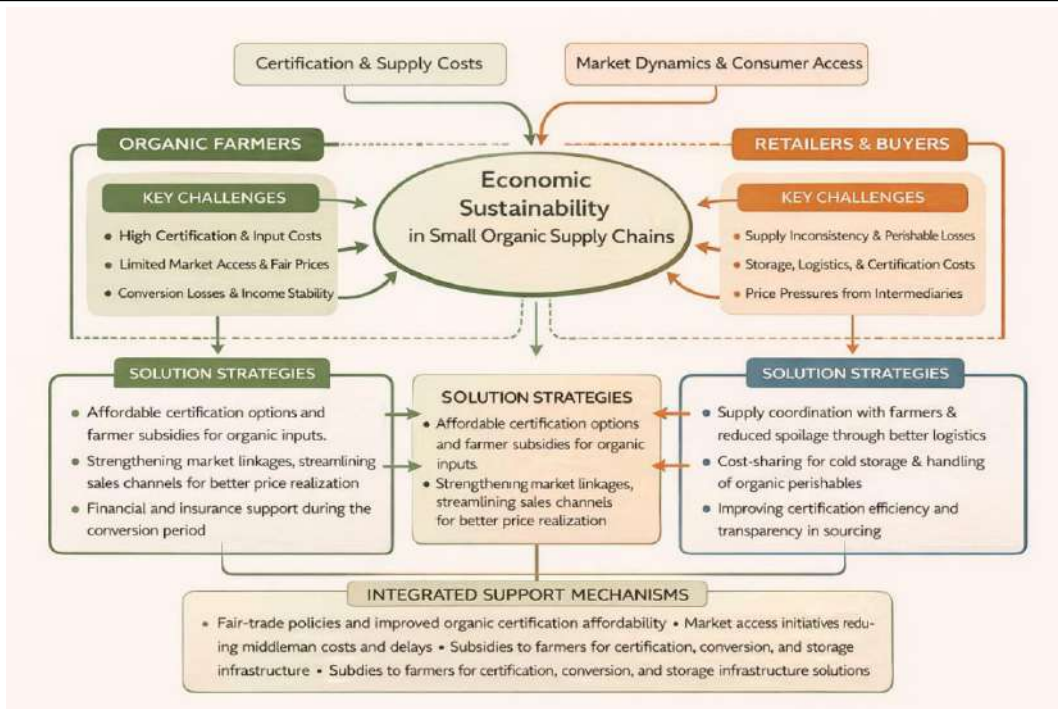 Certification & Supply Costs
Market Dynamics & Consumer Access
ORGANIC FARMERS
RETAILERS & BUYERS
Economic
Sustainability
in Small Organic Supply Chains
KEY CHALLENGES
• High Certification & Input Costs
• Limited Market Access & Fair Prices
• Conversion Losses & Income Stability
KEY CHALLENGES
• Supply Inconsistency & Perishable Losses
• Storage, Logistics, & Certification Costs
• Price Pressures from Intermediaries
SOLUTION STRATEGIES
• Affordable certification options and
farmer subsidies for organic inputs.
• Strengthening market linkages, streamlining
sales channels for better price realization
• Financial and insurance support during the
conversion period
SOLUTION STRATEGIES
• Affordable certification options
and farmer subsidies for organic
inputs.
• Strengthening market linkages,
streamlining sales channels
for better price realization
SOLUTION STRATEGIES
• Supply coordination with farmers &
reduced spoilage through better logistics
• Cost-sharing for cold storage & handling
of organic perishables
• Improving certification efficiency and
transparency in sourcing
INTEGRATED SUPPORT MECHANISMS
• Fair-trade policies and improved organic certification affordability • Market access initiatives redu-
ing middleman costs and delays • Subsidies to farmers for certification, conversion, and storage
infrastructure • Subdies to farmers for certification, conversion, and storage infrastructure solutions